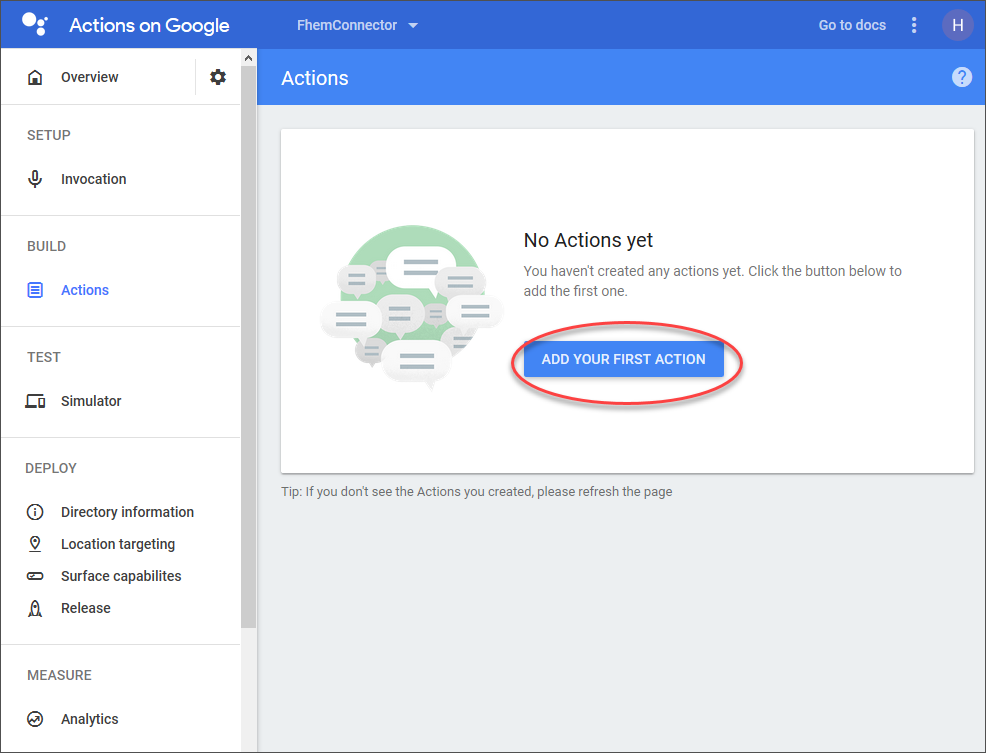 Actions on Google
FhemConnector
Go to docs
H
Overview
Actions
?
SETUP
Invocation
BUILD
Actions
TEST
Simulator
DEPLOY
Directory information
Location targeting
Surface capabilites
Release
MEASURE
Analytics
No Actions yet
You haven't created any actions yet. Click the button below to
add the first one.
ADD YOUR FIRST ACTION
Tip: If you don't see the Actions you created, please refresh the page